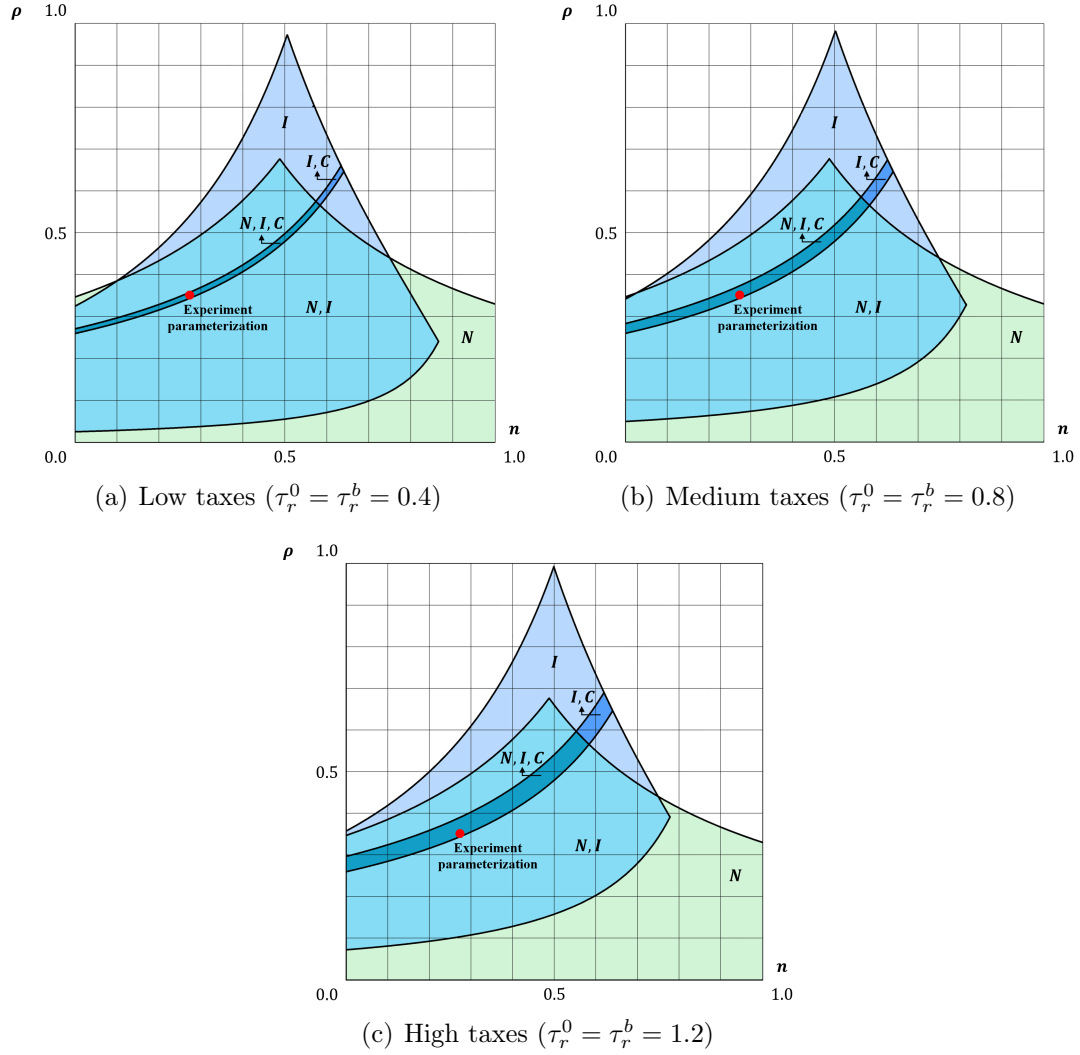 ρ 1.0
I
I, C
N, I, C
0.5
Experiment
parameterization
N, I
N
n
0.0 0.5 1.0
(a) Low taxes (τ_r^0 = τ_r^b = 0.4)
ρ 1.0
I
I, C
N, I, C
0.5
Experiment
parameterization
N, I
N
n
0.0 0.5 1.0
(b) Medium taxes (τ_r^0 = τ_r^b = 0.8)
ρ 1.0
I
I, C
N, I, C
0.5
Experiment
parameterization
N, I
N
n
0.0 0.5 1.0
(c) High taxes (τ_r^0 = τ_r^b = 1.2)